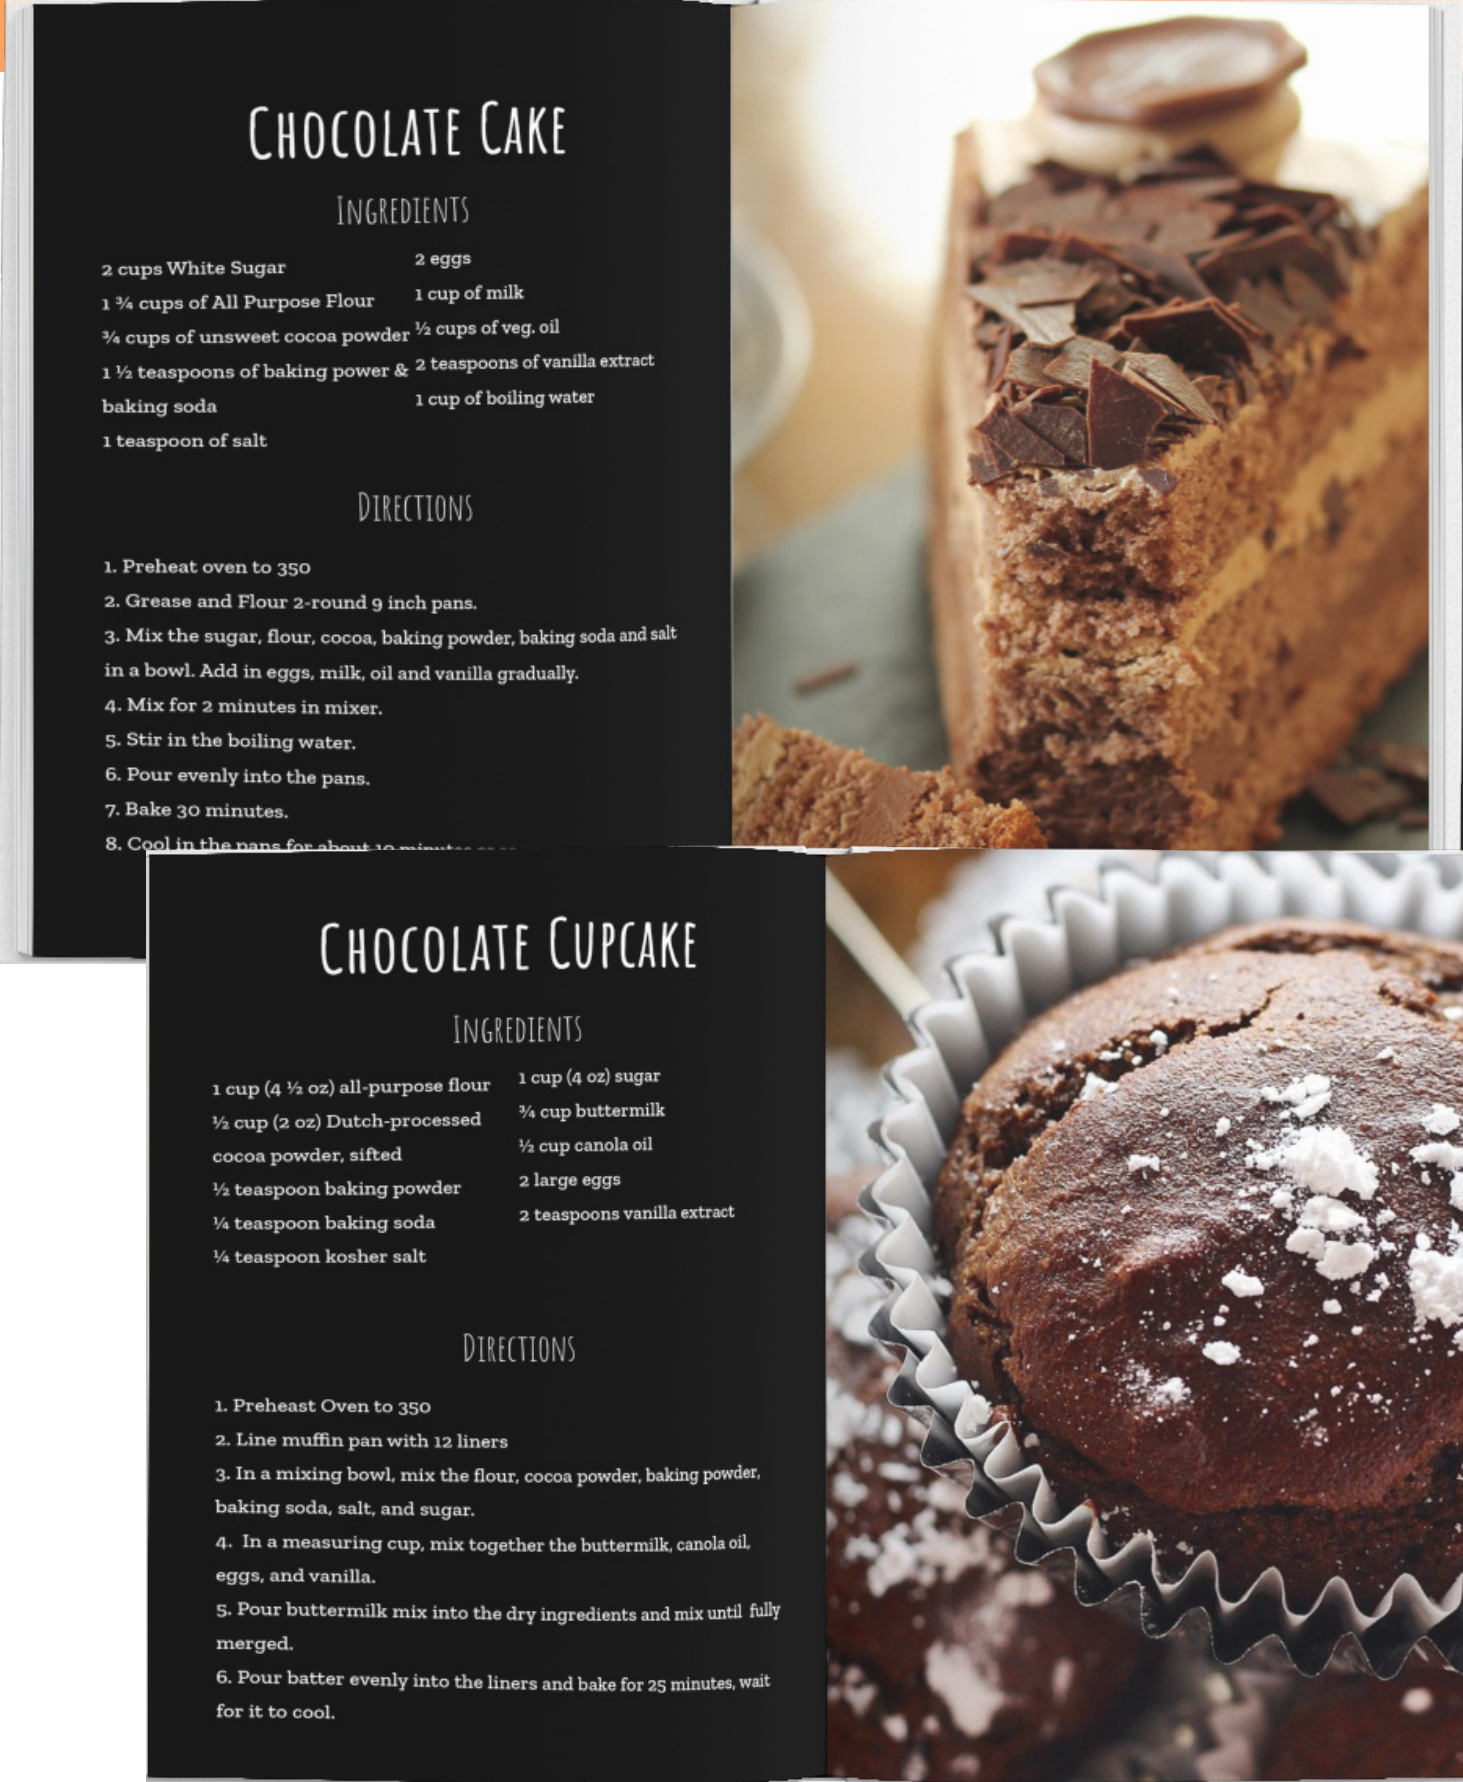 Chocolate Cake
Ingredients
2 cups White Sugar
1 ¾ cups of All Purpose Flour
¾ cups of unsweet cocoa powder
1 ½ teaspoons of baking power &
baking soda
1 teaspoon of salt
2 eggs
1 cup of milk
½ cups of veg. oil
2 teaspoons of vanilla extract
1 cup of boiling water
Directions
1. Preheat oven to 350
2. Grease and Flour 2-round 9 inch pans.
3. Mix the sugar, flour, cocoa, baking powder, baking soda and salt
in a bowl. Add in eggs, milk, oil and vanilla gradually.
4. Mix for 2 minutes in mixer.
5. Stir in the boiling water.
6. Pour evenly into the pans.
7. Bake 30 minutes.
8. Cool in the pans for about 10 minutes
Chocolate Cupcake
Ingredients
1 cup (4 ½ oz) all-purpose flour
½ cup (2 oz) Dutch-processed
cocoa powder, sifted
½ teaspoon baking powder
¼ teaspoon baking soda
¼ teaspoon kosher salt
1 cup (4 oz) sugar
¾ cup buttermilk
½ cup canola oil
2 large eggs
2 teaspoons vanilla extract
Directions
1. Preheast Oven to 350
2. Line muffin pan with 12 liners
3. In a mixing bowl, mix the flour, cocoa powder, baking powder,
baking soda, salt, and sugar.
4. In a measuring cup, mix together the buttermilk, canola oil,
eggs, and vanilla.
5. Pour buttermilk mix into the dry ingredients and mix until fully
merged.
6. Pour batter evenly into the liners and bake for 25 minutes, wait
for it to cool.